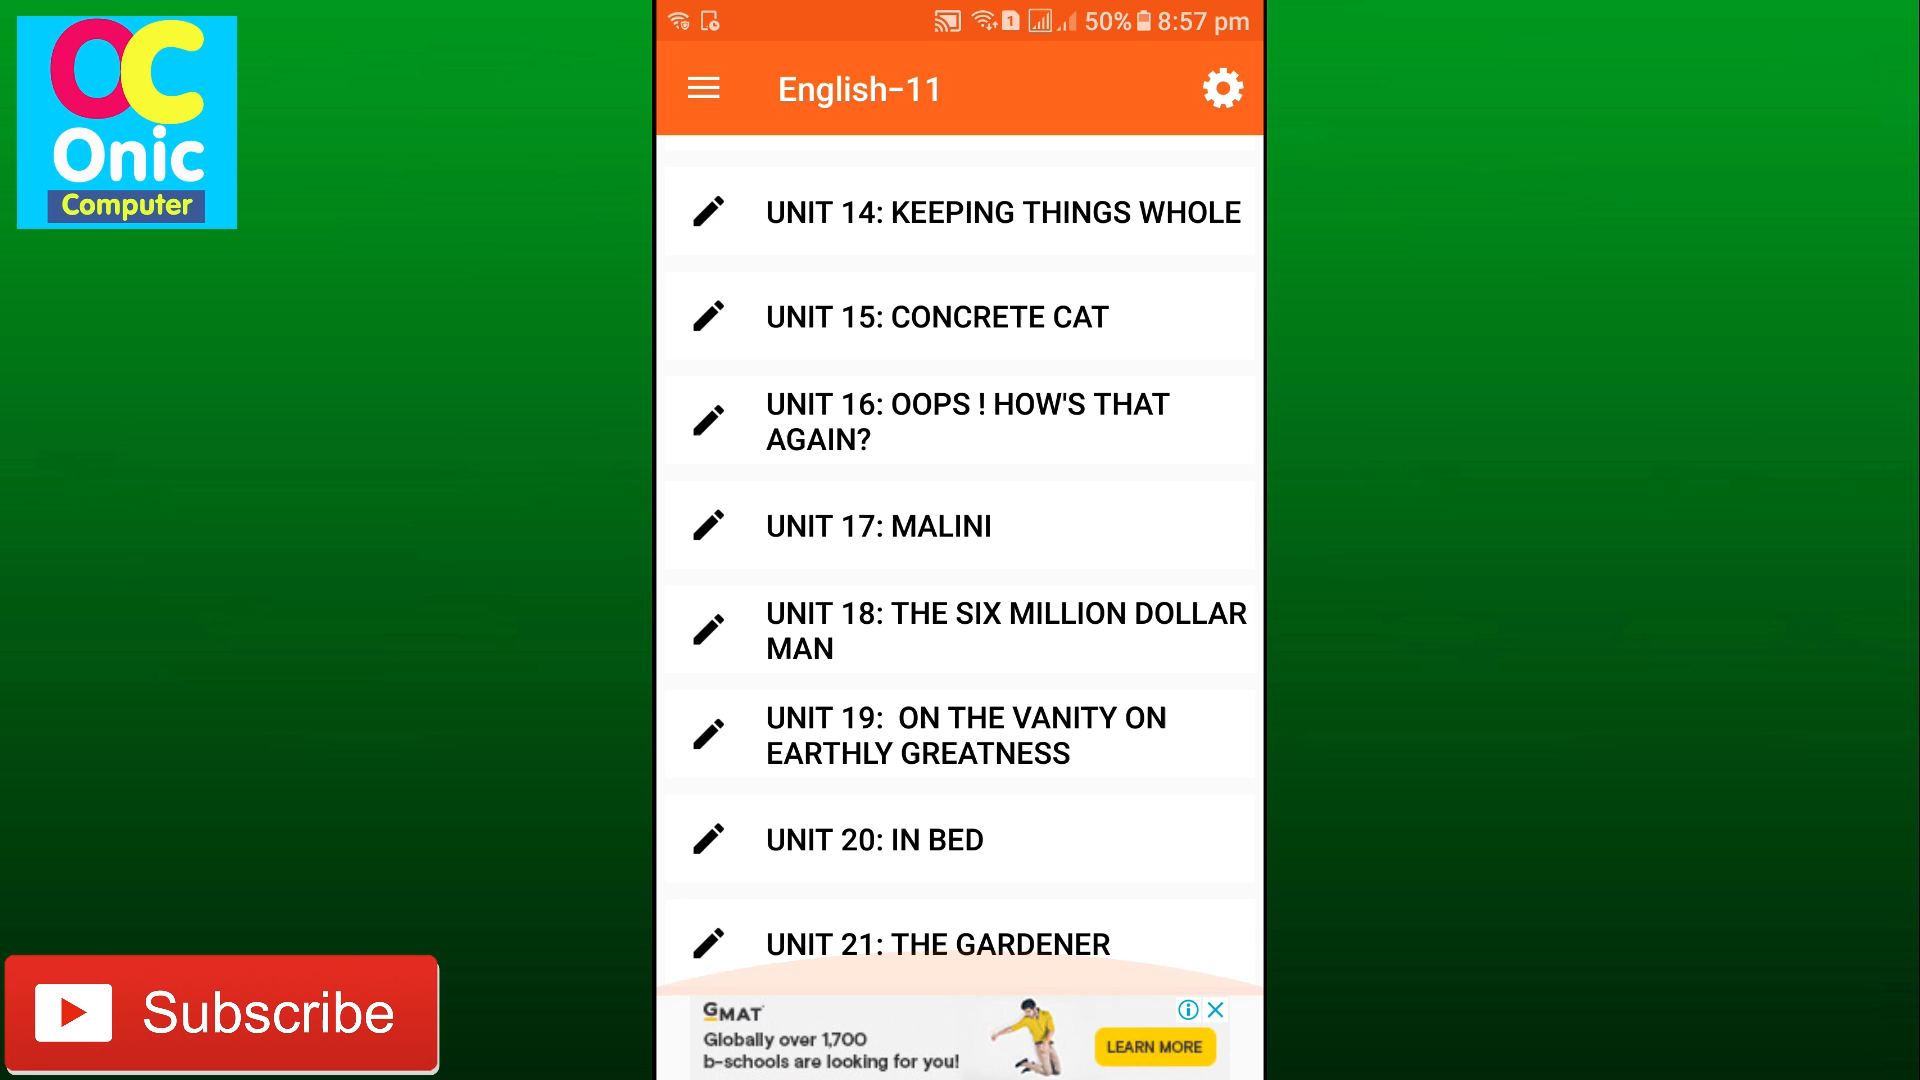 OC
Onic
Computer
1 50% 8:57 pm
English-11
UNIT 14: KEEPING THINGS WHOLE
UNIT 15: CONCRETE CAT
UNIT 16: OOPS ! HOW'S THAT
AGAIN?
UNIT 17: MALINI
UNIT 18: THE SIX MILLION DOLLAR
MAN
UNIT 19:  ON THE VANITY ON
EARTHLY GREATNESS
UNIT 20: IN BED
UNIT 21: THE GARDENER
GMAT
Globally over 1,700
b-schools are looking for you!
LEARN MORE
Subscribe